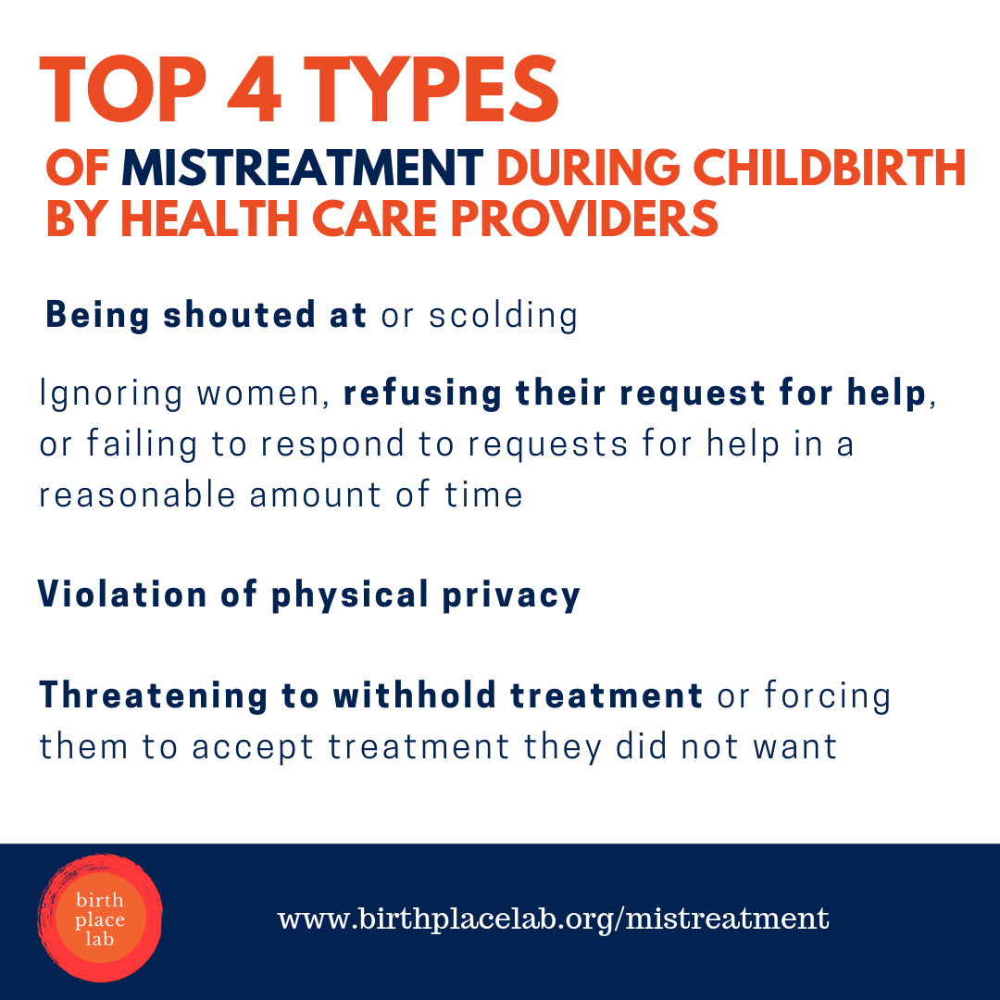 TOP 4 TYPES
OF MISTREATMENT DURING CHILDBIRTH
BY HEALTH CARE PROVIDERS
Being shouted at or scolding
Ignoring women, refusing their request for help,
or failing to respond to requests for help in a
reasonable amount of time
Violation of physical privacy
Threatening to withhold treatment or forcing
them to accept treatment they did not want
birth
place
lab
www.birthplacelab.org/mistreatment